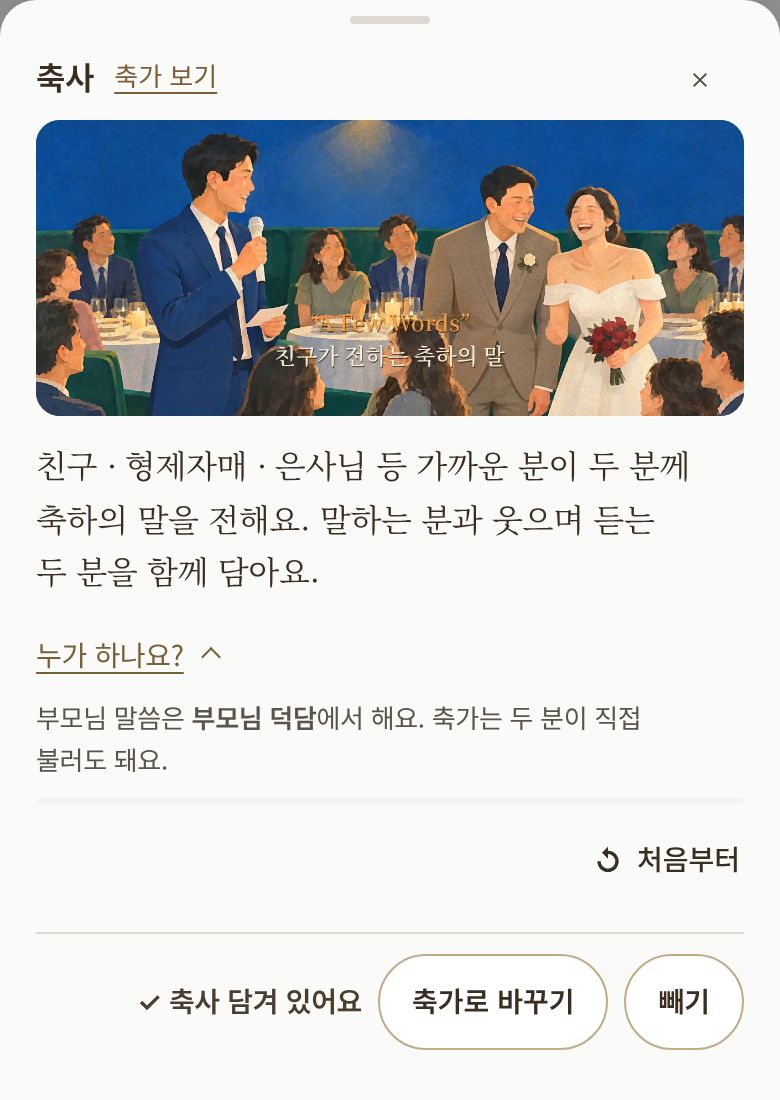 축사 축가 보기
“A Few Words”
친구가 전하는 축하의 말
친구 · 형제자매 · 은사님 등 가까운 분이 두 분께
축하의 말을 전해요. 말하는 분과 웃으며 듣는
두 분을 함께 담아요.
누가 하나요?
부모님 말씀은 부모님 덕담에서 해요. 축가는 두 분이 직접
불러도 돼요.
처음부터
축사 담겨 있어요 축가로 바꾸기 빼기